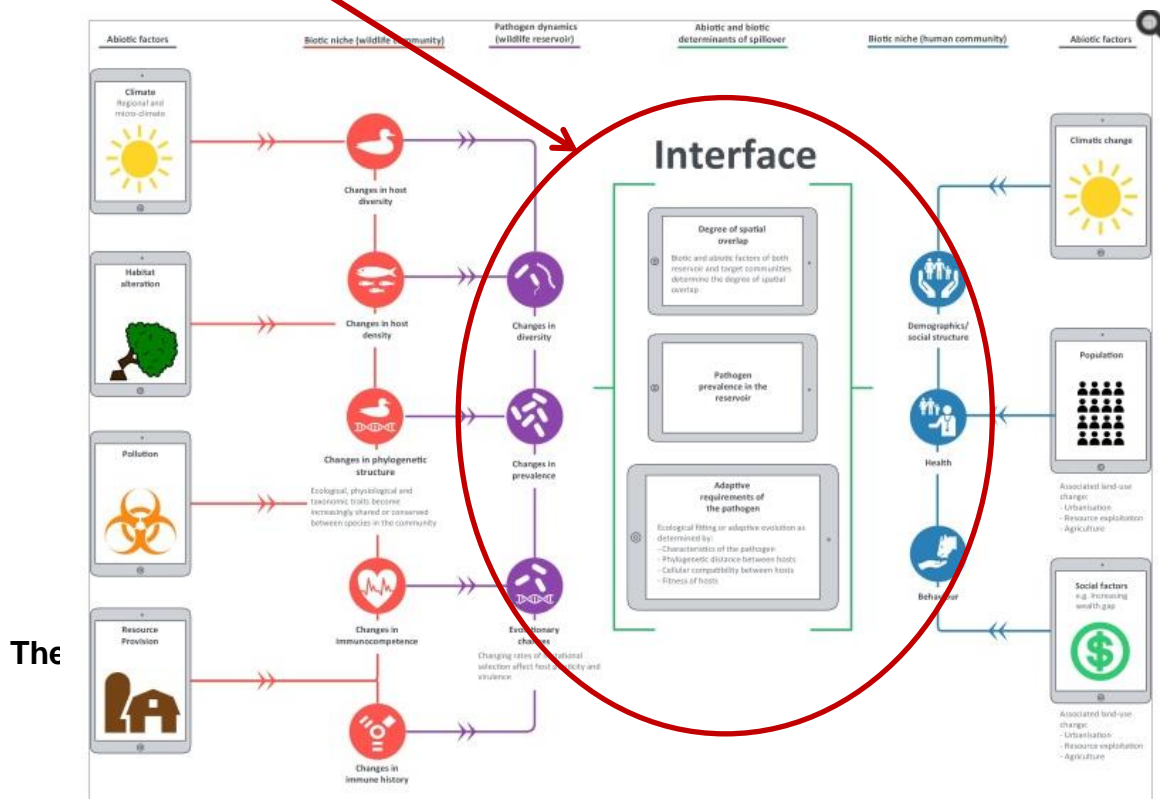 Abiotic factors
Biotic niche (wildlife community)
Pathogen dynamics
(wildlife reservoir)
Abiotic and biotic
determinants of spillover
Biotic niche (human community)
Abiotic factors
Climate
Regional and
micro-climate
Habitat
alteration
Pollution
Resource
Provision
Changes in host
diversity
Changes in host
density
Changes in phylogenetic
structure
Ecological, physiological and
taxonomic traits become
increasingly shared or conserved
between species in the community
Changes in
immunocompetence
Changes in
immune history
Changes in
diversity
Changes in
prevalence
Evolutionary
changes
Changing rates of mutational
selection affect host plasticity and
virulence
Interface
Degree of spatial
overlap
Biotic and abiotic factors of both
reservoir and target communities
determine the degree of spatial
overlap
Pathogen
prevalence in the
reservoir
Adaptive
requirements of
the pathogen
Ecological fitting or adaptive evolution as
determined by:
- Characteristics of the pathogen
- Phylogenetic distance between hosts
- Cellular compatibility between hosts
- Fitness of hosts
Demographics/
social structure
Health
Behaviour
Climatic change
Population
Associated land-use
change:
- Urbanisation
- Resource exploitation
- Agriculture
Social factors
e.g. Increasing
wealth gap
Associated land-use
change:
- Urbanisation
- Resource exploitation
- Agriculture
The